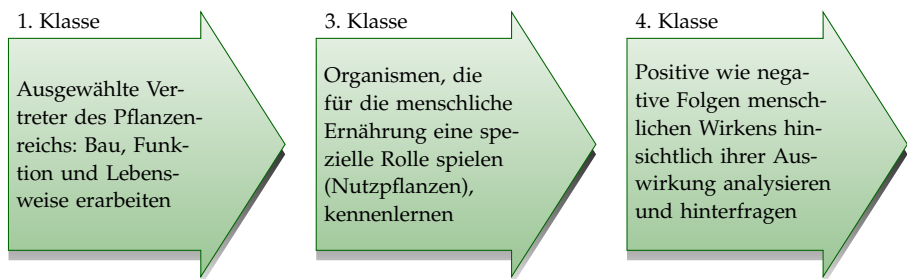 1. Klasse
Ausgewählte Ver-
treter des Pflanzen-
reichs: Bau, Funk-
tion und Lebens-
weise erarbeiten
3. Klasse
Organismen, die
für die menschliche
Ernährung eine spe-
zielle Rolle spielen
(Nutzpflanzen),
kennenlernen
4. Klasse
Positive wie nega-
tive Folgen mensch-
lichen Wirkens hin-
sichtlich ihrer Aus-
wirkung analysieren
und hinterfragen